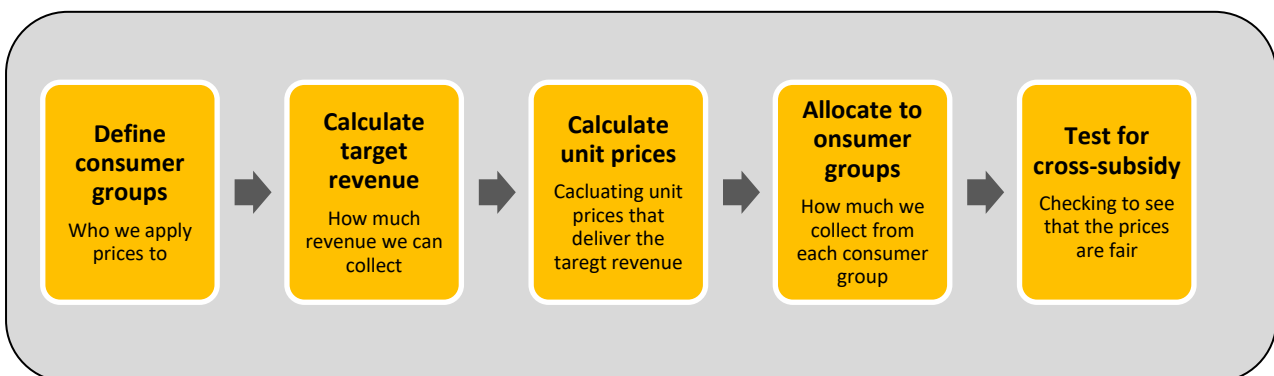 Define
consumer
groups
Who we apply
prices to
Calculate
target
revenue
How much
revenue we can
collect
Calculate
unit prices
Cacluating unit
prices that
deliver the
taregt revenue
Allocate to
onsumer
groups
How much we
collect from
each consumer
group
Test for
cross-subsidy
Checking to see
that the prices
are fair